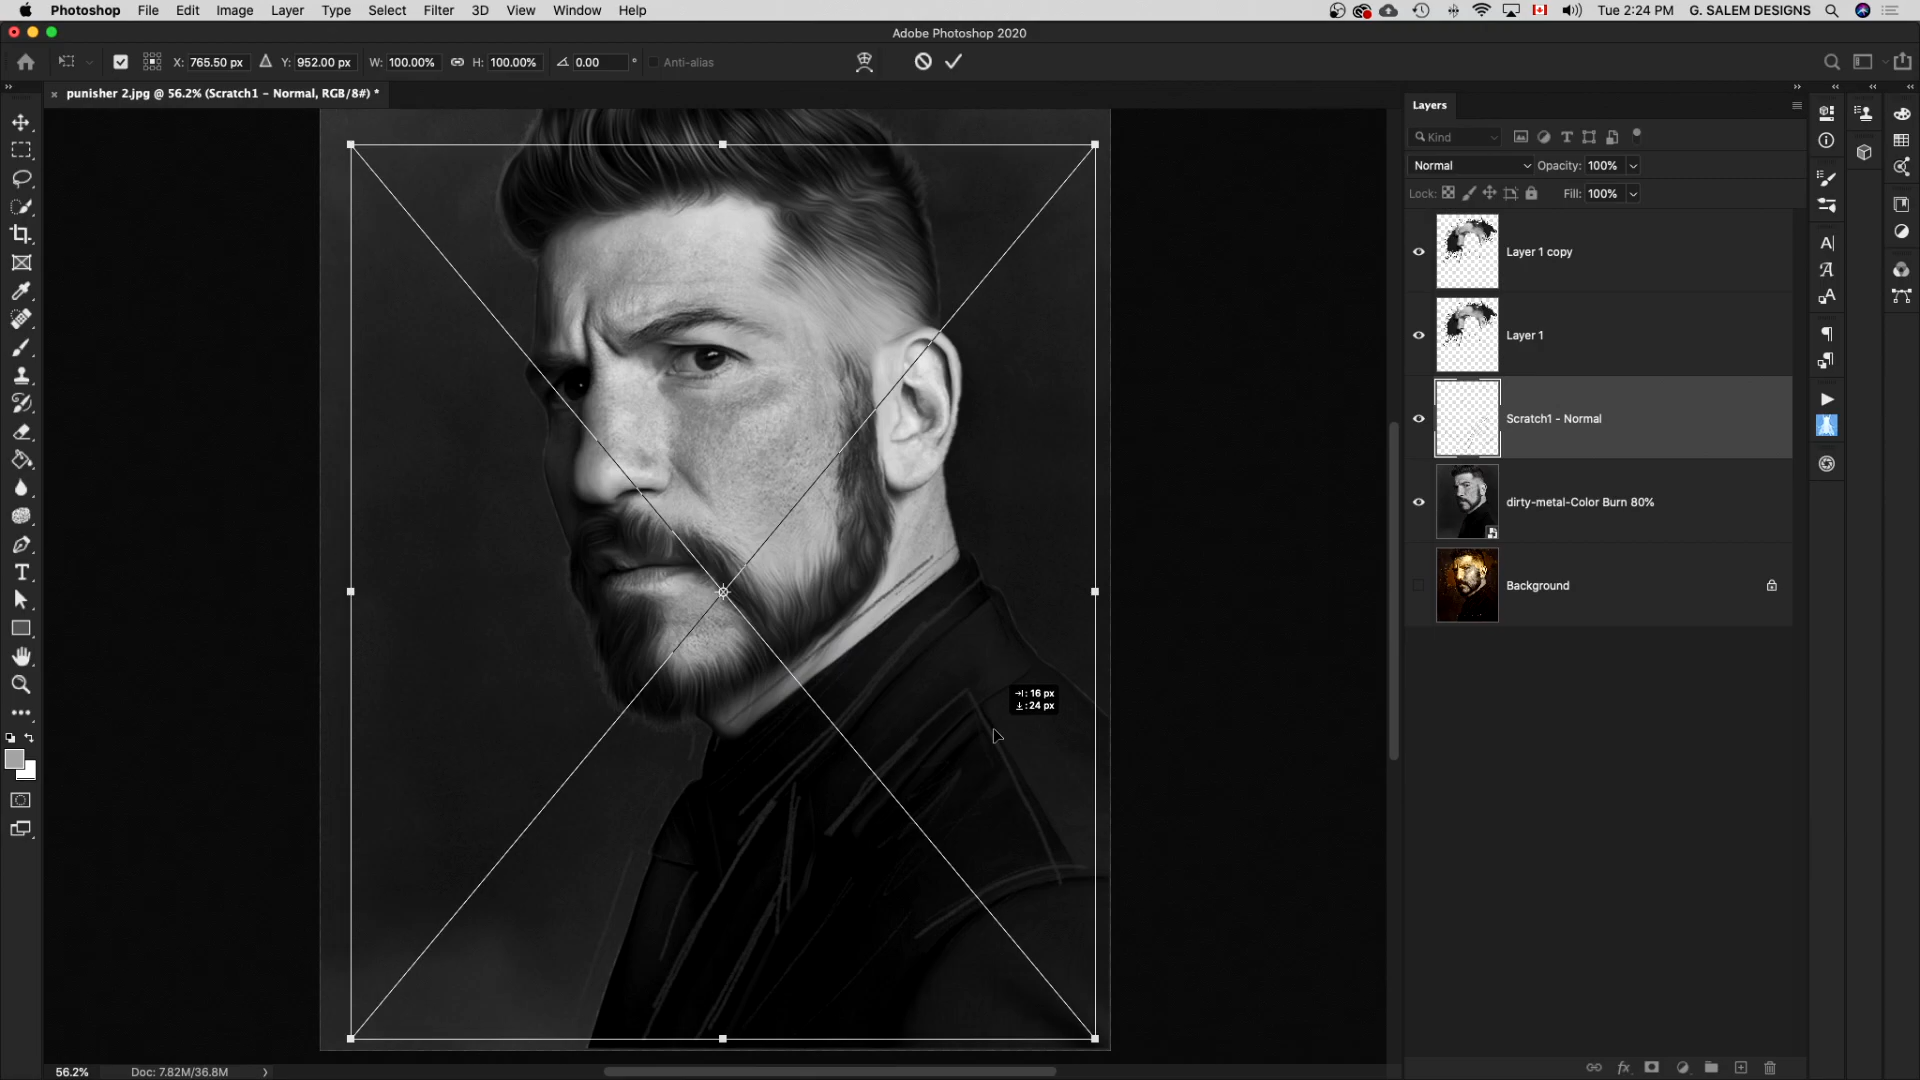 Photoshop File Edit Image Layer Type Select Filter 3D View Window Help Tue 2:24 PM G. SALEM DESIGNS
Adobe Photoshop 2020
X: 765.50 px Y: 952.00 px W: 100.00% H: 100.00% 0.00 ° Anti-alias
punisher 2.jpg @ 56.2% (Scratch1 - Normal, RGB/8#) *
Layers
Kind
Normal Opacity: 100%
Lock: Fill: 100%
Layer 1 copy
Layer 1
Scratch1 - Normal
dirty-metal-Color Burn 80%
Background
: 16 px
: 24 px
56.2% Doc: 7.82M/36.8M